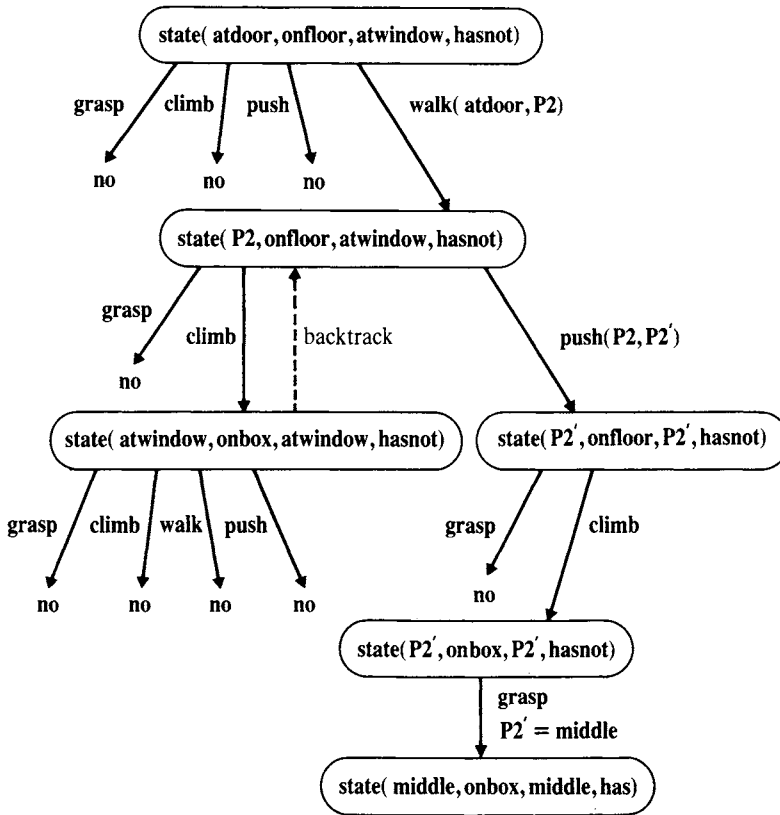 state( atdoor, onfloor, atwindow, hasnot)
grasp
climb
push
walk( atdoor, P2)
no
no
no
state( P2, onfloor, atwindow, hasnot)
grasp
climb
backtrack
push( P2, P2′)
no
state( atwindow, onbox, atwindow, hasnot)
state( P2′, onfloor, P2′, hasnot)
grasp
climb
walk
push
grasp
climb
no
no
no
no
no
state( P2′, onbox, P2′, hasnot)
grasp
P2′ = middle
state( middle, onbox, middle, has)